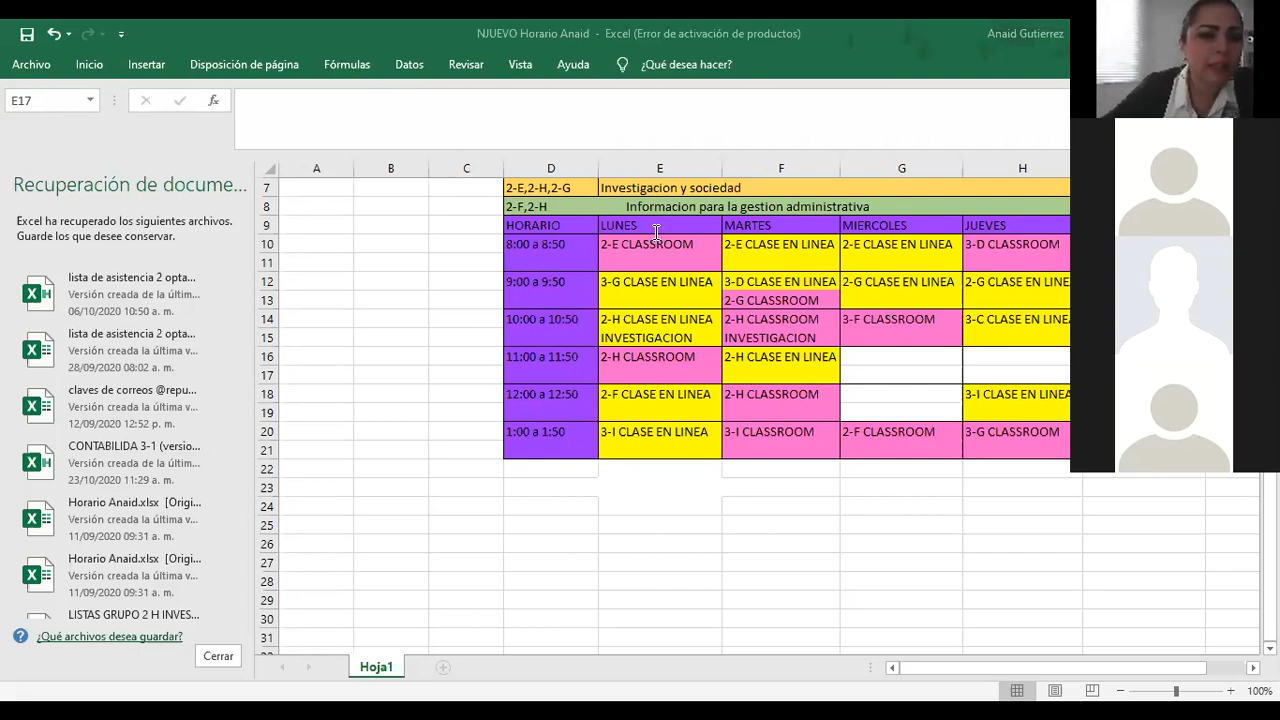 NJUEVO Horario Anaid - Excel (Error de activación de productos)
Anaid Gutierrez
Archivo Inicio Insertar Disposición de página Fórmulas Datos Revisar Vista Ayuda ¿Qué desea hacer?
E17
fx
Recuperación de docume...
Excel ha recuperado los siguientes archivos.
Guarde los que desee conservar.
lista de asistencia 2 opta...
Versión creada de la últim...
06/10/2020 10:50 a. m.
lista de asistencia 2 opta...
Versión creada la última v...
28/09/2020 08:02 a. m.
claves de correos @repu...
Versión creada la última v...
12/09/2020 12:52 p. m.
CONTABILIDA 3-1 (versio...
Versión creada la última v...
23/10/2020 11:29 a. m.
Horario Anaid.xlsx [Origi...
Versión creada la última v...
11/09/2020 09:31 a. m.
Horario Anaid.xlsx [Origi...
Versión creada la última v...
11/09/2020 09:31 a. m.
LISTAS GRUPO 2 H INVES...
¿Qué archivos desea guardar?
Cerrar
A B C D E F G H
7 2-E,2-H,2-G Investigacion y sociedad
8 2-F,2-H Informacion para la gestion administrativa
9 HORARIO LUNES MARTES MIERCOLES JUEVES
10 8:00 a 8:50 2-E CLASSROOM 2-E CLASE EN LINEA 2-E CLASE EN LINEA 3-D CLASSROOM
11
12 9:00 a 9:50 3-G CLASE EN LINEA 3-D CLASE EN LINEA 2-G CLASE EN LINEA 2-G CLASE EN LINE
13 2-G CLASSROOM
14 10:00 a 10:50 2-H CLASE EN LINEA 2-H CLASSROOM 3-F CLASSROOM 3-C CLASE EN LINEA
15 INVESTIGACION INVESTIGACION
16 11:00 a 11:50 2-H CLASSROOM 2-H CLASE EN LINEA
17
18 12:00 a 12:50 2-F CLASE EN LINEA 2-H CLASSROOM 3-I CLASE EN LINEA
19
20 1:00 a 1:50 3-I CLASE EN LINEA 3-I CLASSROOM 2-F CLASSROOM 3-G CLASSROOM
21
22
23
24
25
26
27
28
29
30
31
Hoja1
100%